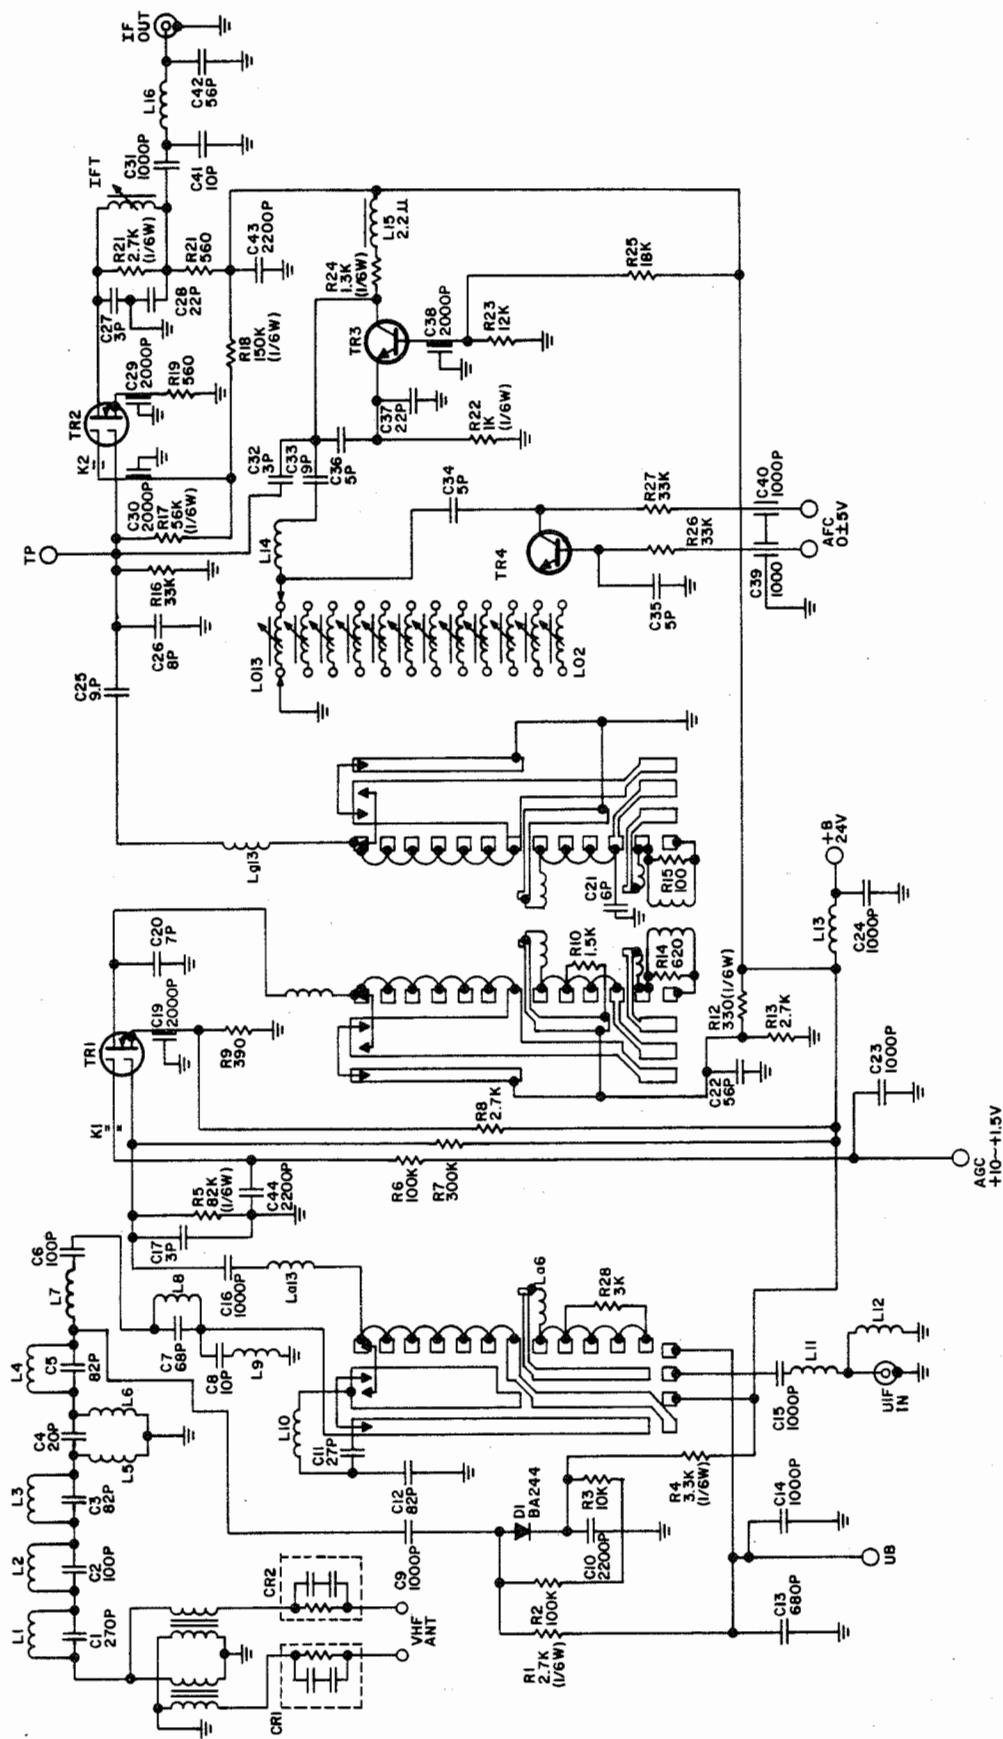 IF
OUT
L16
C42
56P
IFT
C31
1000P
C41
10P
R21
2.7K
(1/6W)
R21
560
C43
2200P
C27
3P
C28
22P
R18
150K
(1/6W)
R24
1.3K
(1/6W)
L15
2.2μ
TR3
C38
2000P
R23
12K
R25
18K
TR2
C29
2000P
R19
560
K2
C30
2000P
R17
56K
(1/6W)
C37
22P
R22
1K
(1/6W)
C32
3P
C33
9P
C36
5P
C34
5P
TP
R16
33K
L14
TR4
R27
33K
R26
33K
C40
1000P
AFC
0±5V
C39
1000
C35
5P
C26
8P
C25
9.P
LO13
LO2
Lg13
C21
6P
R15
100
+B
24V
C20
7P
R10
1.5K
R14
620
L13
C24
1000P
TR1
C19
2000P
R9
390
R12
330(1/6W)
R13
2.7K
C22
56P
C23
1000P
K1
R8
2.7K
R5
82K
(1/6W)
C44
2200P
R6
100K
R7
300K
AGC
+10~+1.5V
C6
100P
C17
3P
L7
L8
C16
1000P
La13
La6
R28
3K
C7
68P
L4
C5
82P
C8
10P
L9
L12
L11
UIF
IN
L6
C4
20P
L5
L10
C11
27P
C15
1000P
L3
C3
82P
C12
82P
D1
BA244
R3
10K
R4
3.3K
(1/6W)
C14
1000P
L2
C2
100P
C9
1000P
C10
2200P
UB
CR2
R2
100K
L1
C1
270P
VHF
ANT
R1
2.7K
(1/6W)
C13
680P
CR1